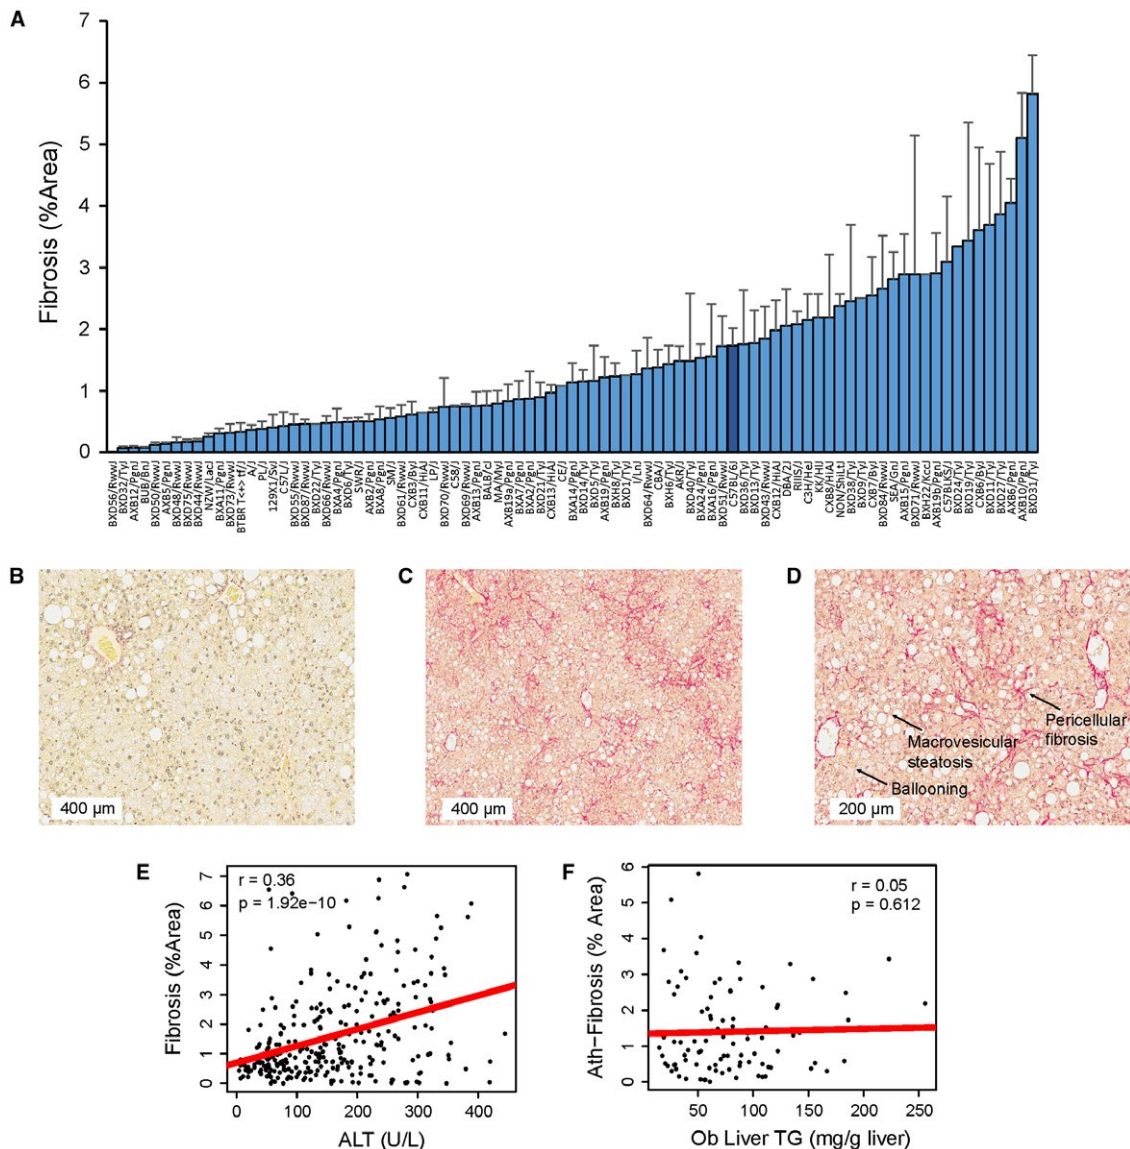 A
7
6
5
4
3
2
1
0
Fibrosis (%Area)
BXD56/RwwJ
BXD32/TyJ
AXB12/PgnJ
BUB/BnJ
BXD50/RwwJ
AXB5/PgnJ
BXD48/RwwJ
BXD75/RwwJ
BXD44/RwwJ
NZW/LacJ
BXA11/PgnJ
BXD73/RwwJ
BTBR T<+> tf/J
A/J
PL/J
129X1/SvJ
C57L/J
BXD55/RwwJ
BXD87/RwwJ
BXD22/TyJ
BXD66/RwwJ
BXA4/PgnJ
BXD6/TyJ
SWR/J
AXB2/PgnJ
BXA8/PgnJ
SM/J
BXD61/RwwJ
CXB3/ByJ
CXB11/HiAJ
LP/J
BXD70/RwwJ
C58/J
BXD69/RwwJ
AXB13/PgnJ
BALB/cJ
MA/MyJ
AXB19a/PgnJ
BXA7/PgnJ
BXA2/PgnJ
BXD21/TyJ
CXB13/HiAJ
CE/J
BXA14/PgnJ
BXD14/TyJ
BXD5/TyJ
AXB19/PgnJ
BXH8/TyJ
BXD1/TyJ
I/LnJ
BXD64/RwwJ
CBA/J
BXH6/TyJ
AKR/J
BXD40/TyJ
BXA24/PgnJ
BXA16/PgnJ
BXD51/RwwJ
C57BL/6J
BXD13/TyJ
BXD43/RwwJ
CXB12/HiAJ
DBA/2J
RIIIS/J
C3H/HeJ
KK/HlJ
CXB8/HiAJ
NON/ShiLtJ
BXD38/TyJ
BXD9/TyJ
CXB7/ByJ
BXD84/RwwJ
SEA/GnJ
AXB15/PgnJ
BXD71/RwwJ
BXH22/KccJ
AXB19b/PgnJ
C57BLKS/J
BXD24/TyJ
BXD19/TyJ
CXB6/ByJ
BXD11/TyJ
BXD27/TyJ
AXB6/PgnJ
AXB10/PgnJ
BXD31/TyJ
B
400 µm
C
400 µm
D
Macrovesicular
steatosis
Pericellular
fibrosis
Ballooning
200 µm
E
r = 0.36
p = 1.92e−10
Fibrosis (%Area)
7
6
5
4
3
2
1
0
0 100 200 300 400
ALT (U/L)
F
r = 0.05
p = 0.612
Ath−Fibrosis (% Area)
6
5
4
3
2
1
0
50 100 150 200 250
Ob Liver TG (mg/g liver)